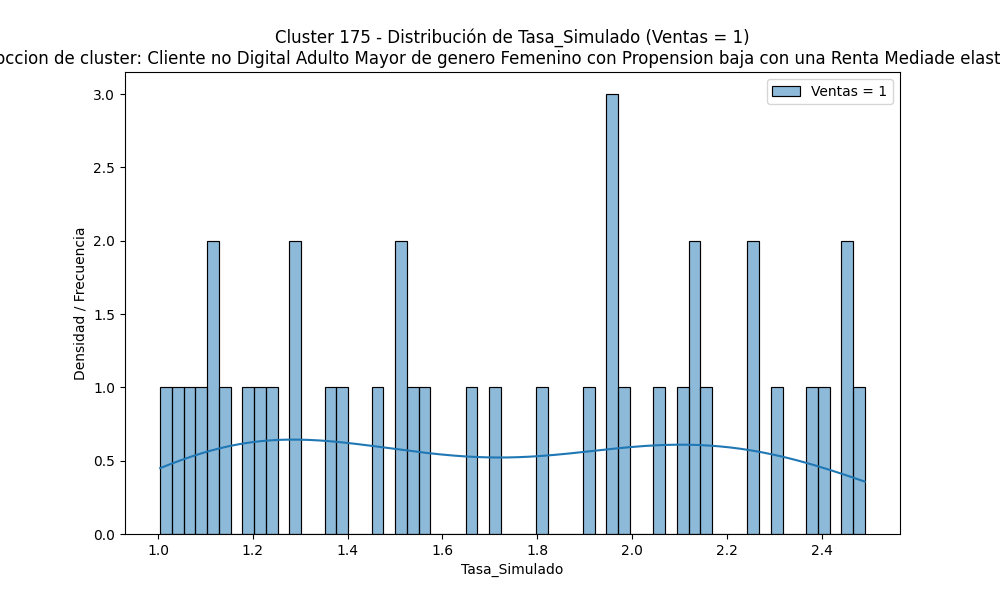 Cluster 175 - Distribución de Tasa_Simulado (Ventas = 1)
occion de cluster: Cliente no Digital Adulto Mayor de genero Femenino con Propension baja con una Renta Mediade elast
Ventas = 1
Densidad / Frecuencia
3.0
2.5
2.0
1.5
1.0
0.5
0.0
1.0 1.2 1.4 1.6 1.8 2.0 2.2 2.4
Tasa_Simulado